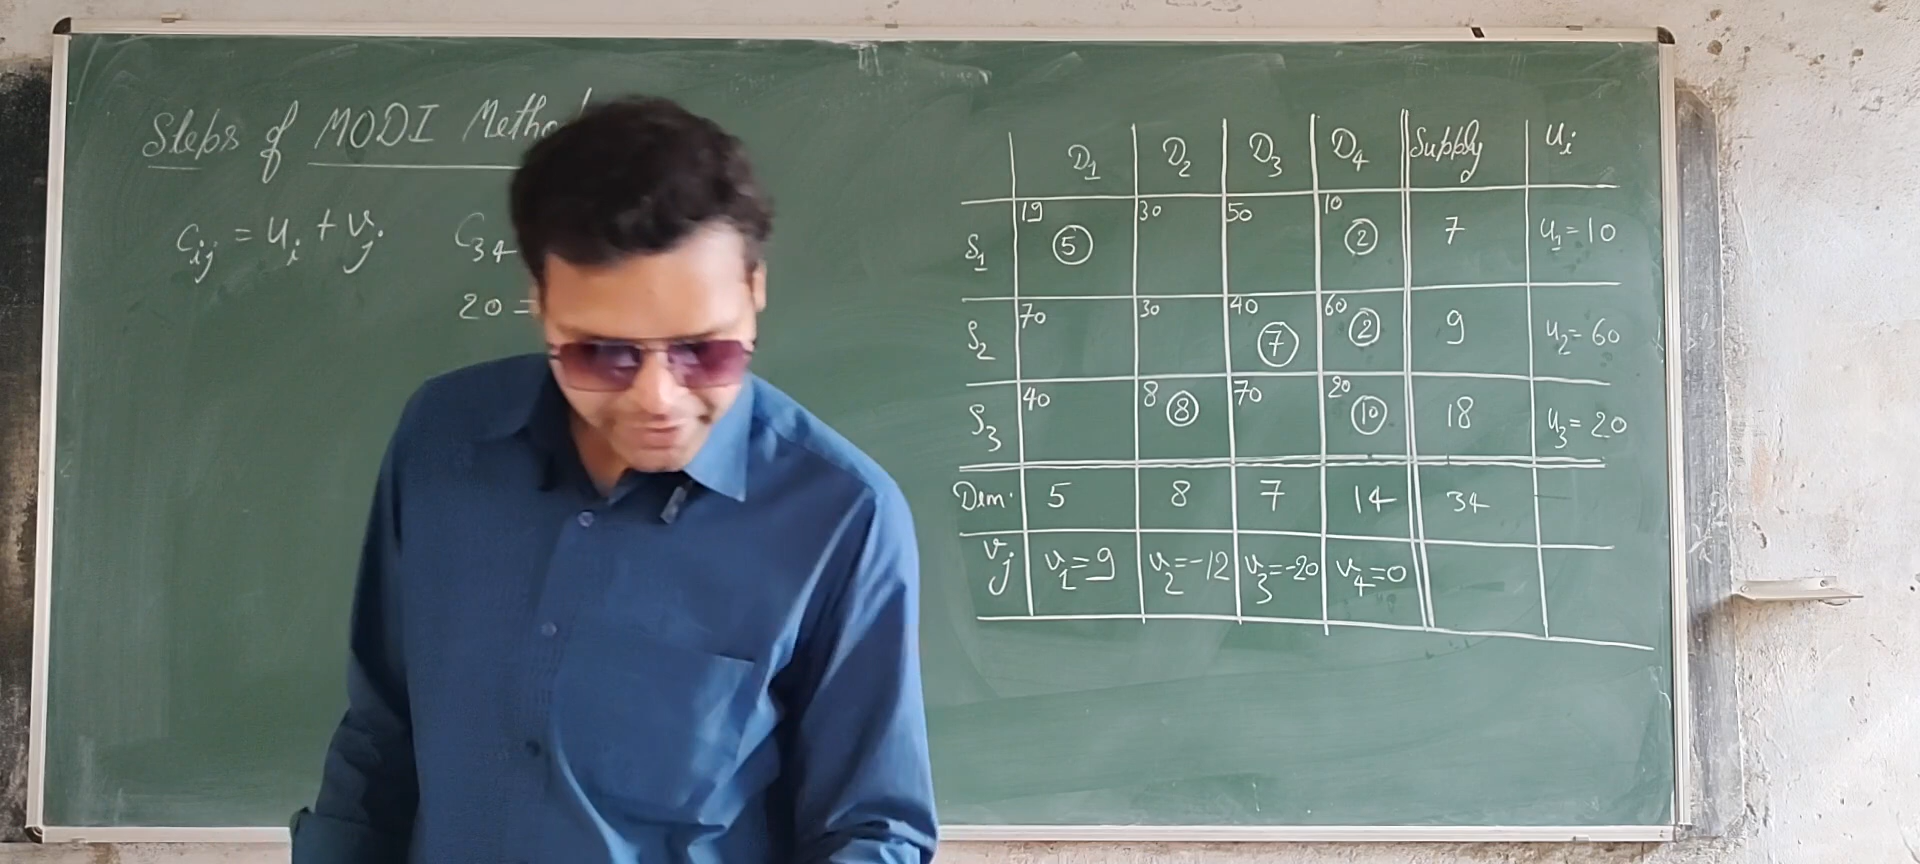 Steps of MODI Metho
Cij = ui + vj.
C34
20 =
D1 D2 D3 D4 Supply ui
S1 19 5 30 50 10 2 7 u1 = 10
S2 70 30 40 7 60 2 9 u2 = 60
S3 40 8 8 70 20 10 18 u3 = 20
Dem. 5 8 7 14 34
vj v1 = 9 v2 = -12 v3 = -20 v4 = 0